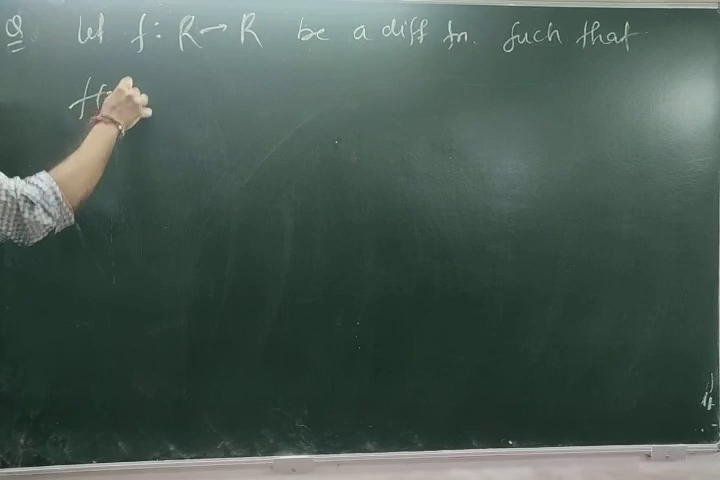 Q Let f: R→R be a diff fn. such that